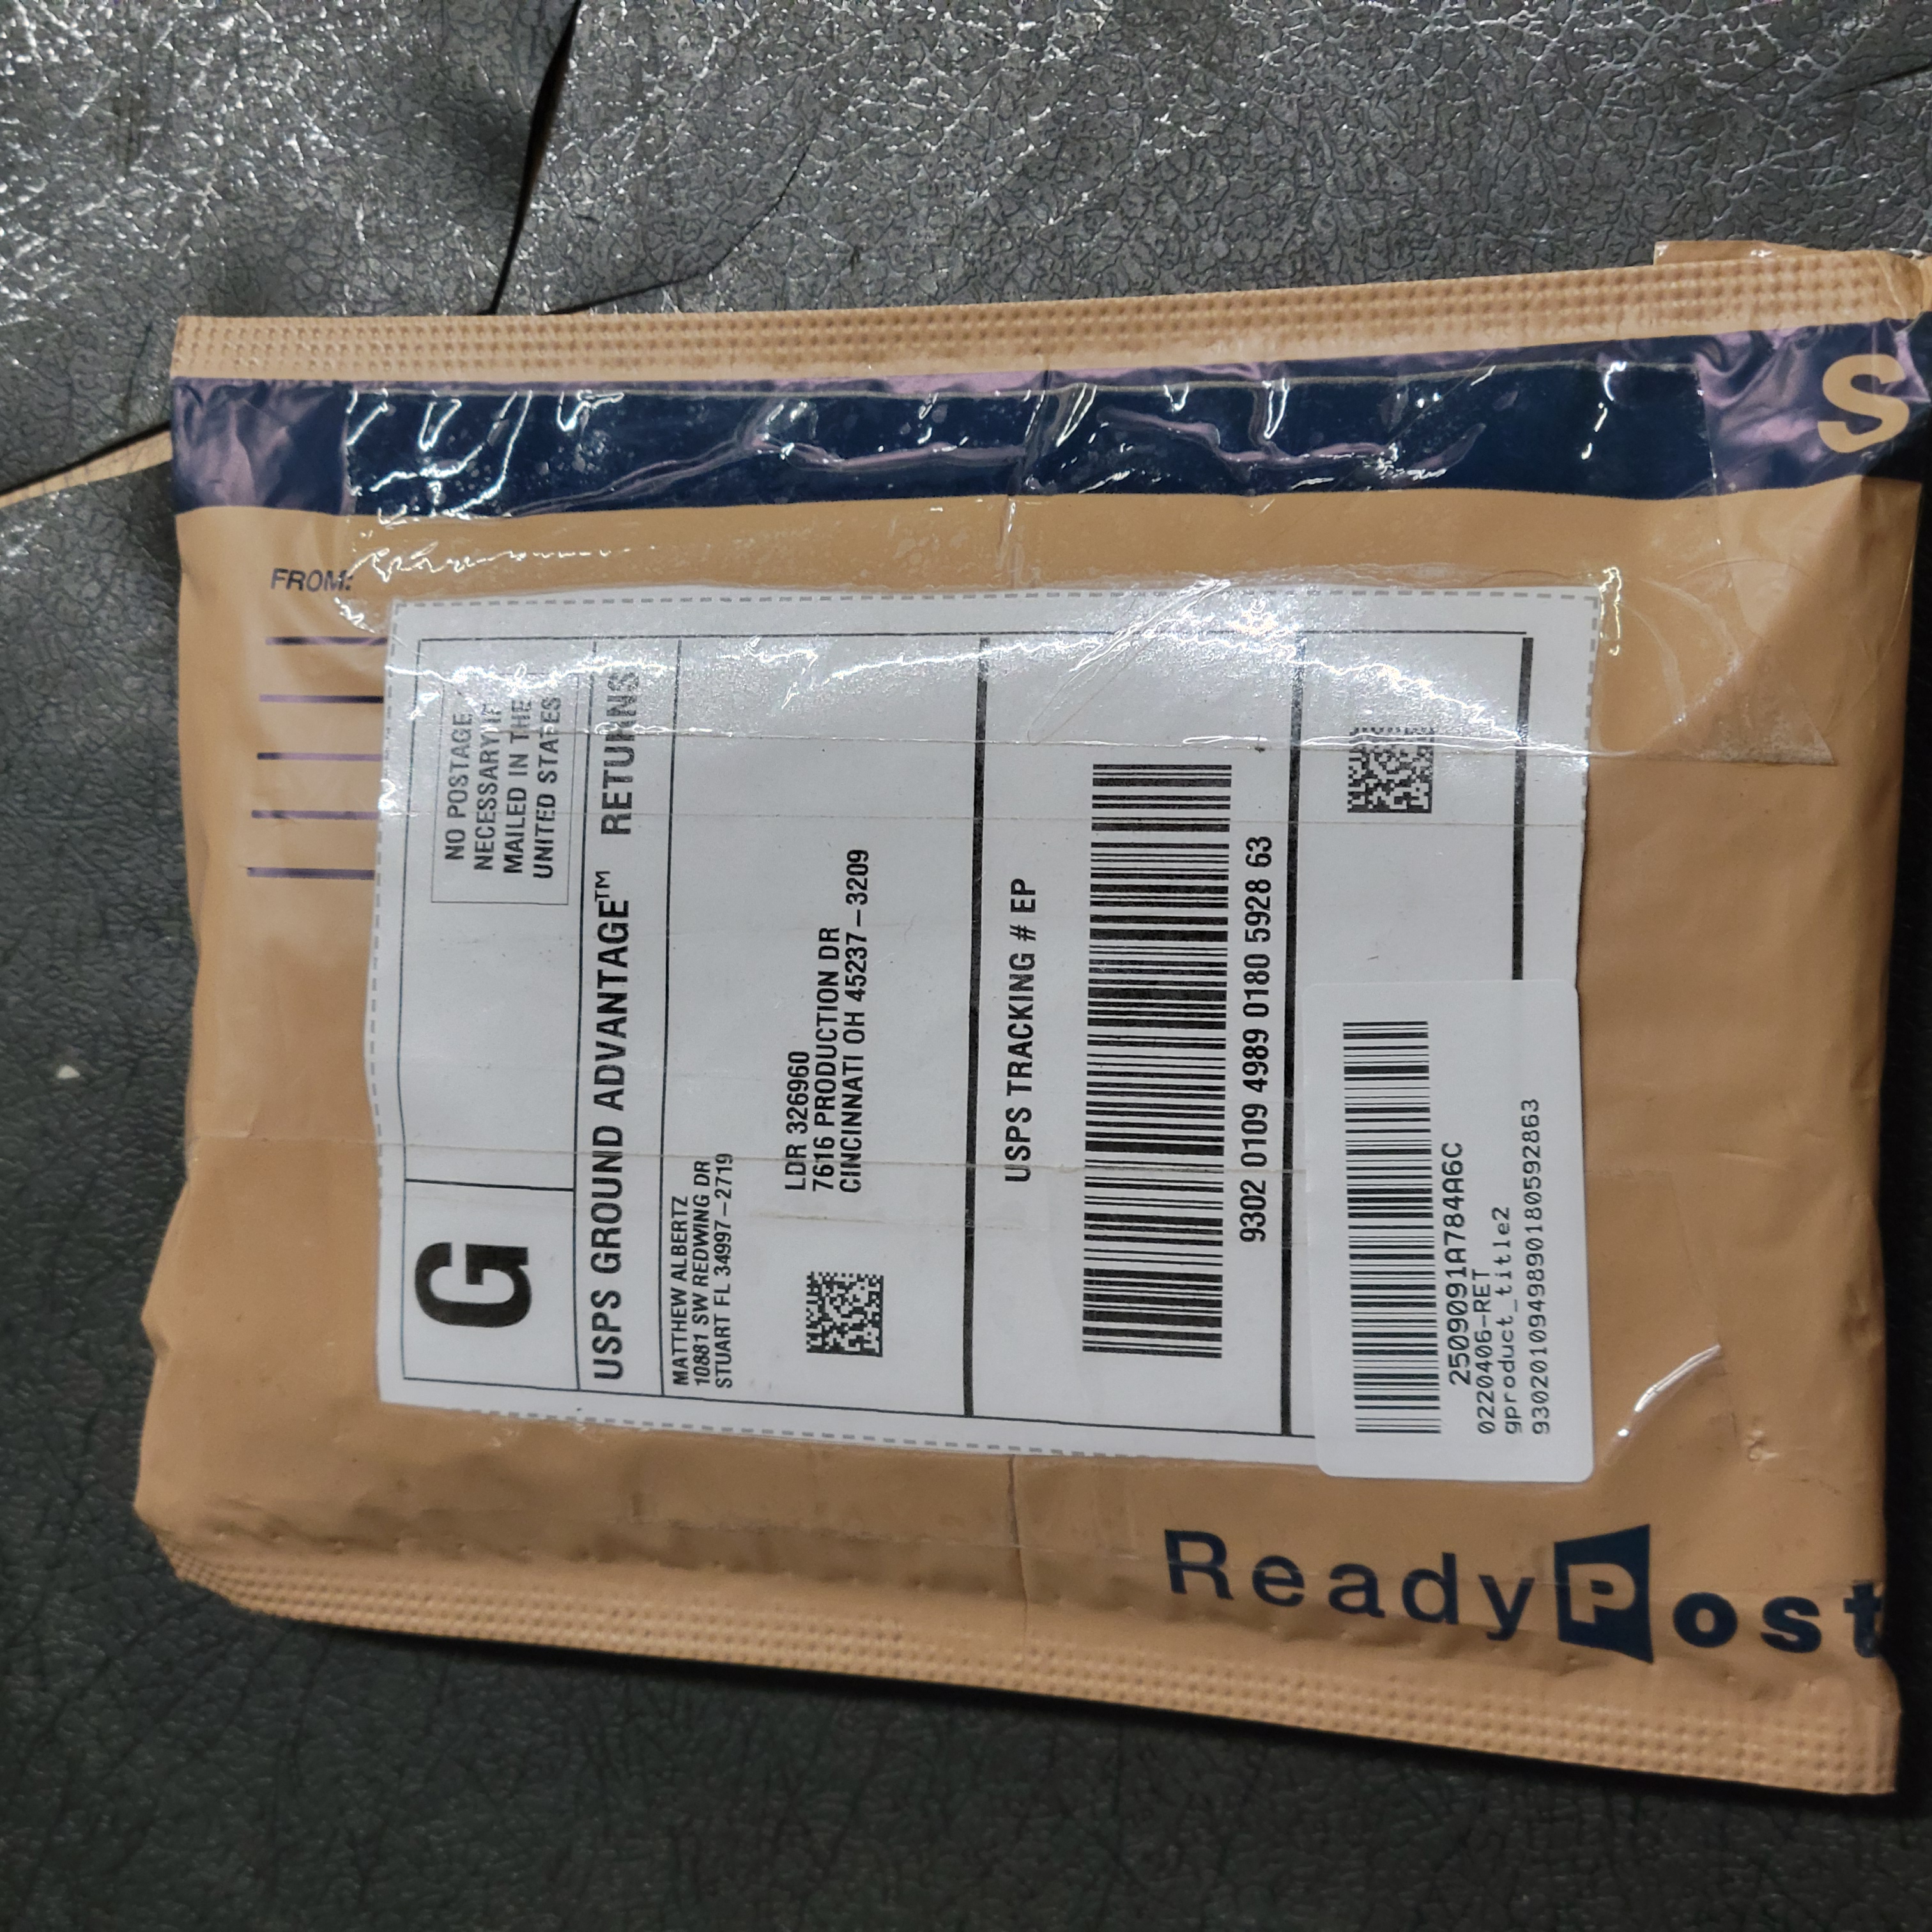 S
FROM:
G
NO POSTAGE
NECESSARY IF
MAILED IN THE
UNITED STATES
USPS GROUND ADVANTAGE™ RETURNS
MATTHEW ALBERTZ
10881 SW REDWING DR
STUART FL 34997-2719
LDR 326960
7616 PRODUCTION DR
CINCINNATI OH 45237-3209
USPS TRACKING # EP
9302 0109 4989 0180 5928 63
2509091A784A6C
02220406-RET
gproduct_title2
9302010949890180592863
ReadyPost